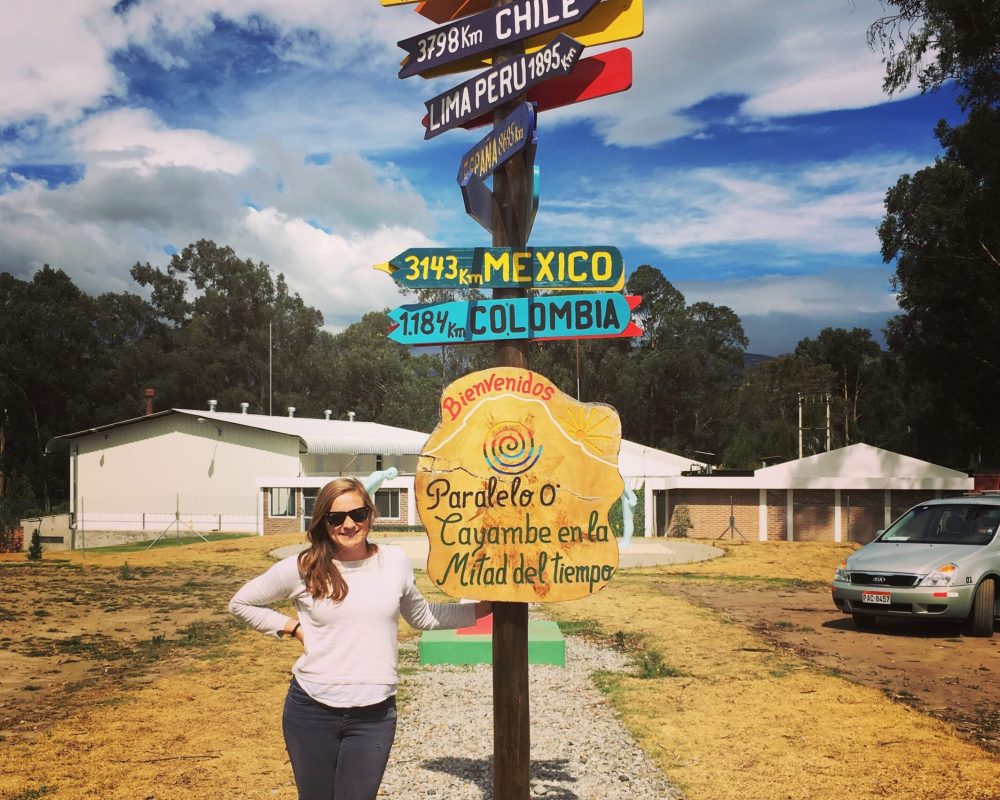 3798 Km CHILE
LIMA PERU 1895 Km
3143 Km MEXICO
1.184 Km COLOMBIA
Bienvenidos
Paralelo 0°
Cayambe en la
Mitad del tiempo
KIA
PAC 8457